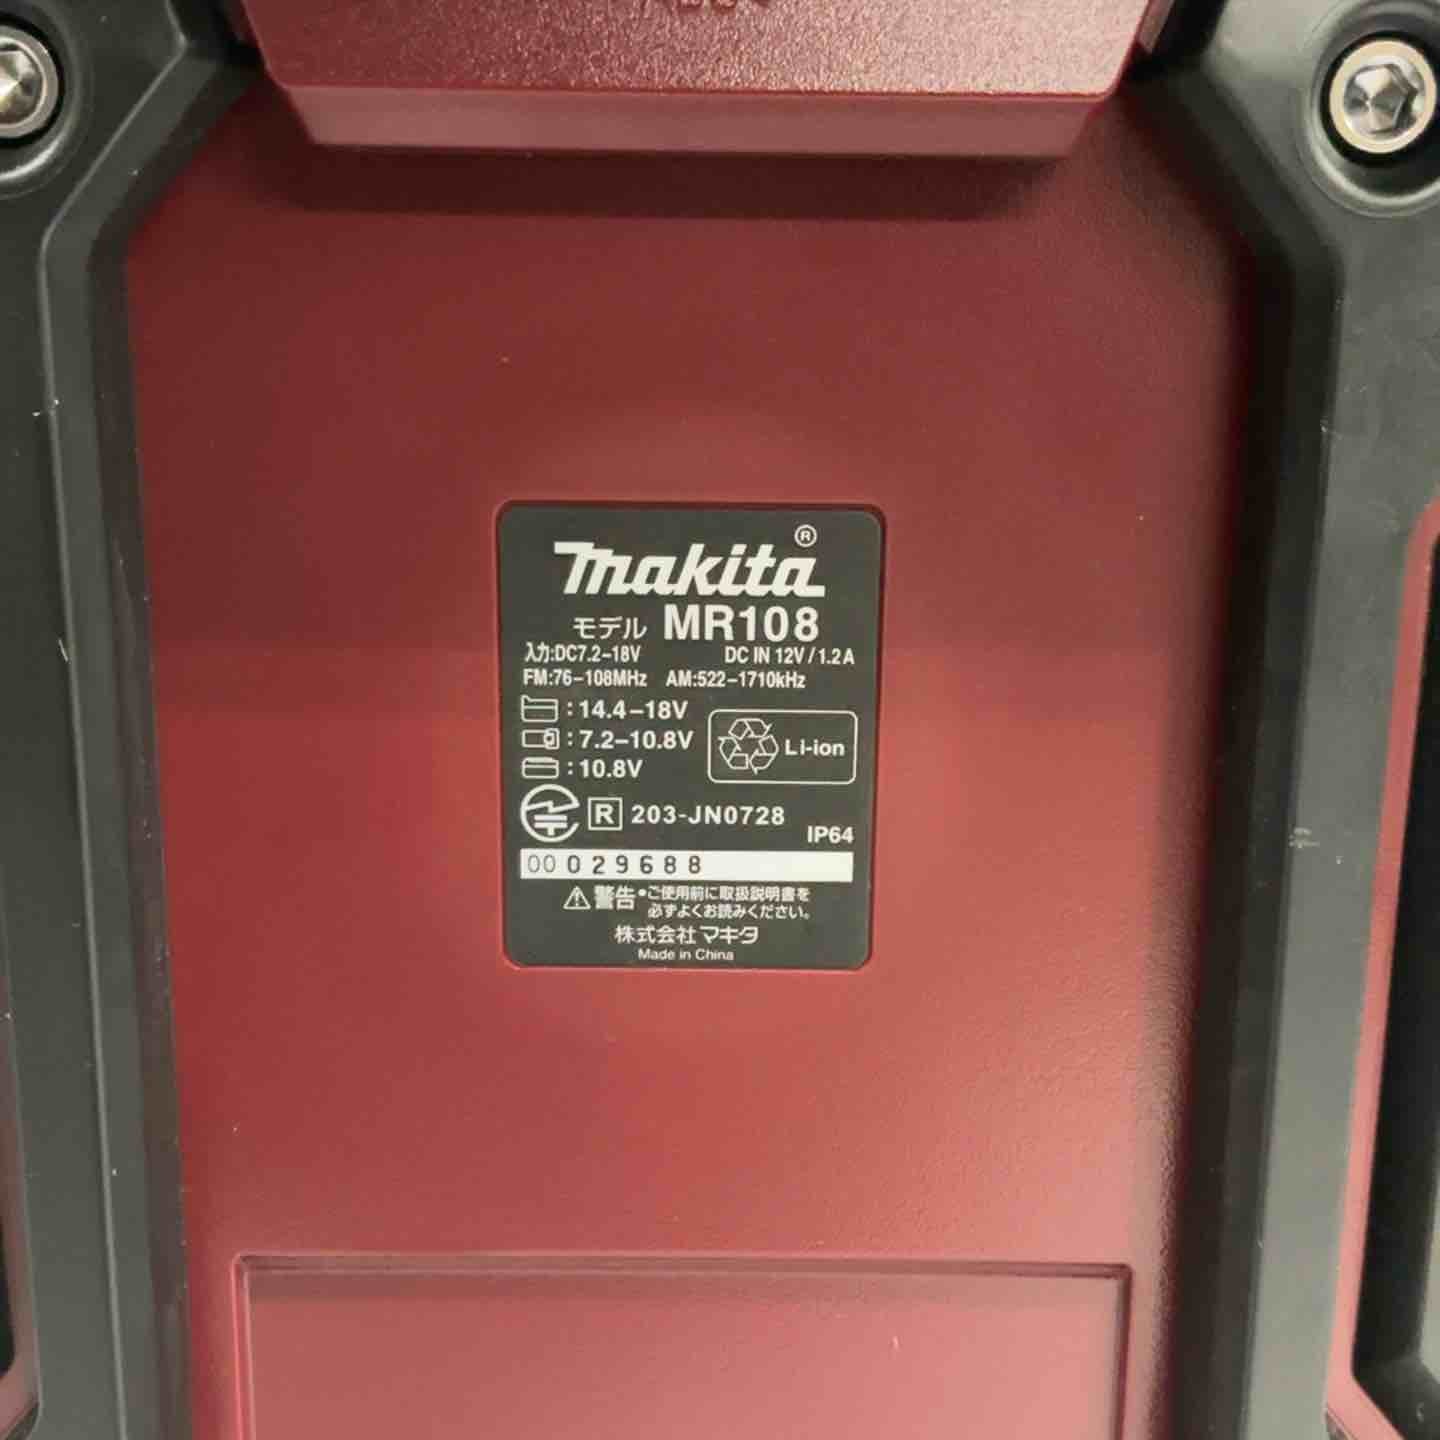 makita®
モデル MR108
入力:DC7.2-18V DC IN 12V/1.2A
FM:76-108MHz AM:522-1710kHz
:14.4-18V
:7.2-10.8V
:10.8V
Li-ion
R 203-JN0728
IP64
00 029688
警告•ご使用前に取扱説明書を
必ずよくお読みください。
株式会社マキタ
Made in China